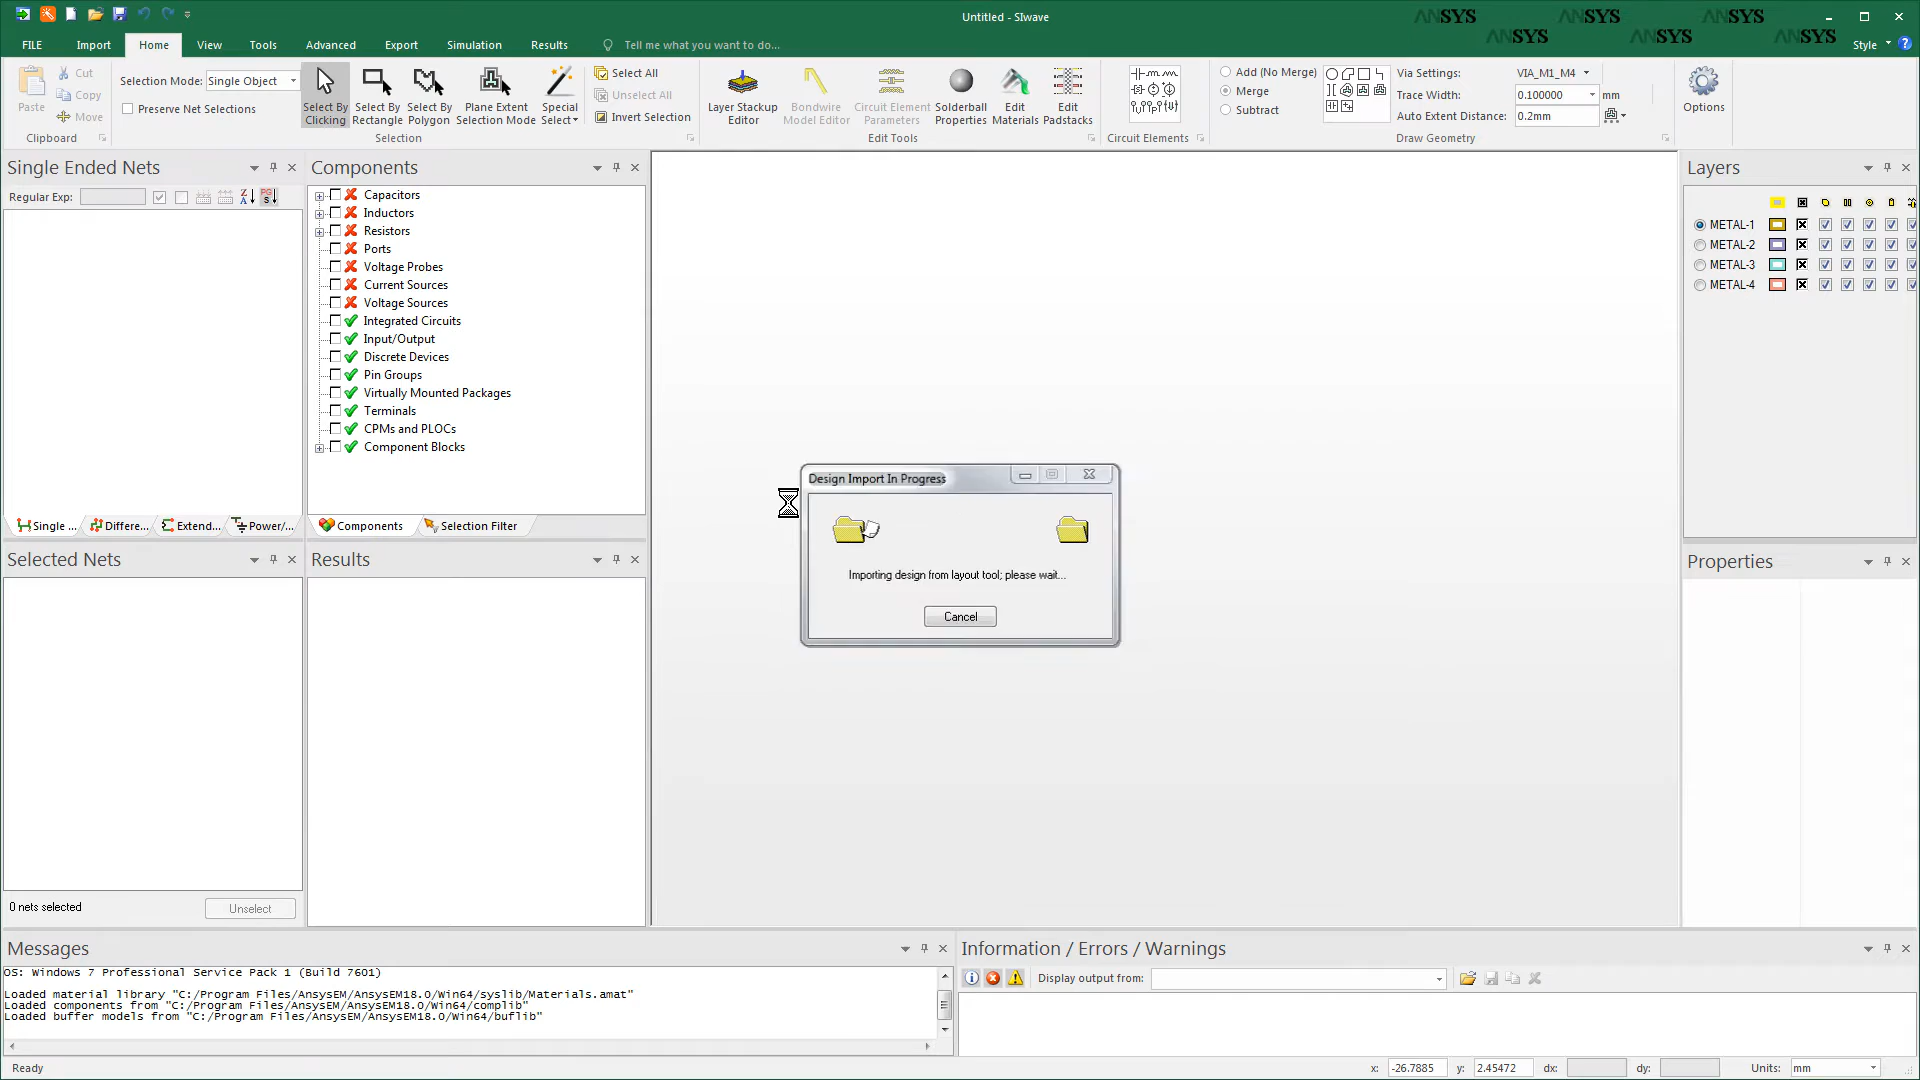 Untitled - SIwave
ANSYS ANSYS ANSYS
ANSYS ANSYS ANSYS
FILE Import Home View Tools Advanced Export Simulation Results Tell me what you want to do... Style
Paste
Cut
Copy
Move
Clipboard
Selection Mode: Single Object
Preserve Net Selections
Select By Clicking
Select By Rectangle
Select By Polygon
Plane Extent Selection Mode
Special Select
Select All
Unselect All
Invert Selection
Selection
Layer Stackup Editor
Bondwire Model Editor
Circuit Element Parameters
Solderball Properties
Edit Materials
Edit Padstacks
Edit Tools
Circuit Elements
Add (No Merge)
Merge
Subtract
Via Settings: VIA_M1_M4
Trace Width: 0.100000 mm
Auto Extent Distance: 0.2mm
Draw Geometry
Options
Single Ended Nets
Regular Exp:
Single ... Differe... Extend... Power/...
Components
Capacitors
Inductors
Resistors
Ports
Voltage Probes
Current Sources
Voltage Sources
Integrated Circuits
Input/Output
Discrete Devices
Pin Groups
Virtually Mounted Packages
Terminals
CPMs and PLOCs
Component Blocks
Components Selection Filter
Layers
METAL-1
METAL-2
METAL-3
METAL-4
Design Import In Progress
Importing design from layout tool; please wait...
Cancel
Selected Nets
0 nets selected Unselect
Results
Properties
Messages
OS: Windows 7 Professional Service Pack 1 (Build 7601)
Loaded material library "C:/Program Files/AnsysEM/AnsysEM18.0/Win64/syslib/Materials.amat"
Loaded components from "C:/Program Files/AnsysEM/AnsysEM18.0/Win64/complib"
Loaded buffer models from "C:/Program Files/AnsysEM/AnsysEM18.0/Win64/buflib"
Information / Errors / Warnings
Display output from:
Ready x: -26.7885 y: 2.45472 dx: dy: Units: mm